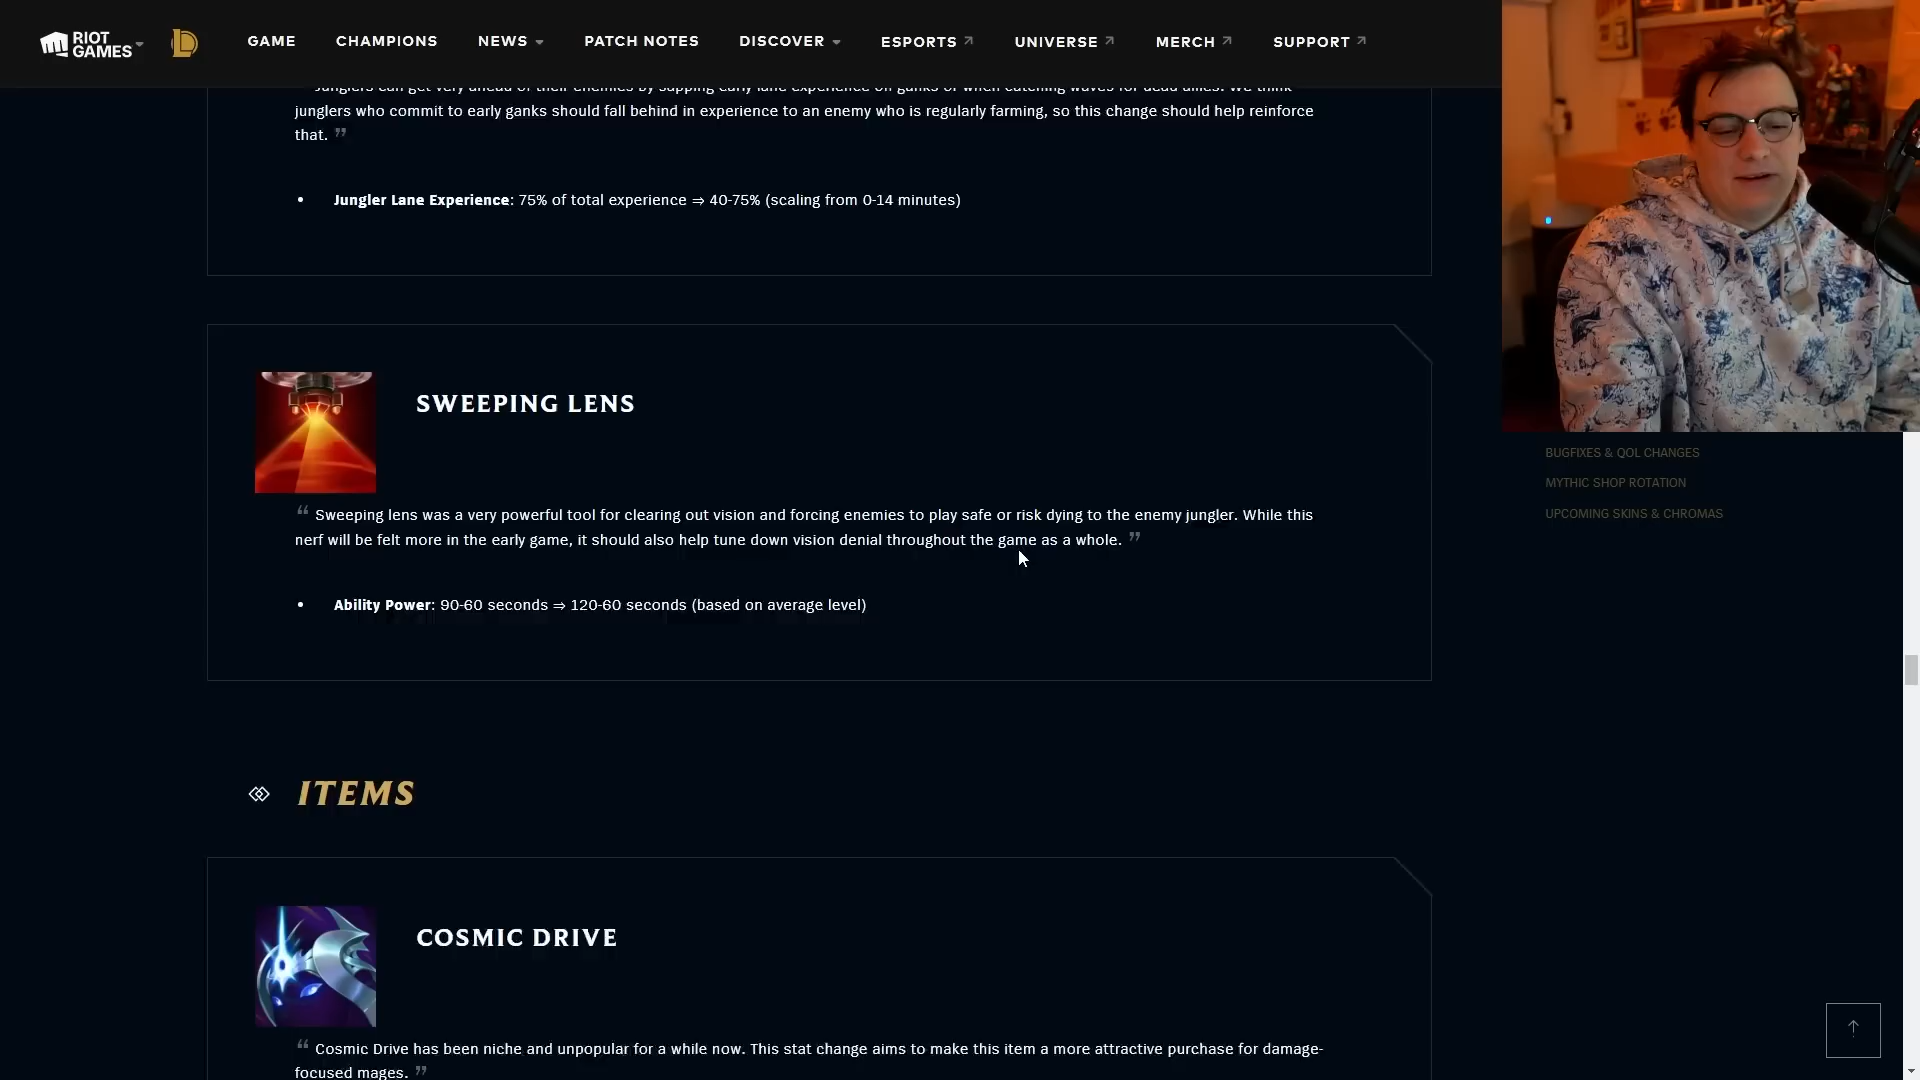 RIOT GAMES
GAME
CHAMPIONS
NEWS
PATCH NOTES
DISCOVER
ESPORTS
UNIVERSE
MERCH
SUPPORT
Junglers can get very ahead of their enemies by sapping early lane experience on ganks or when catching waves for dead allies. We think
junglers who commit to early ganks should fall behind in experience to an enemy who is regularly farming, so this change should help reinforce
that. ”
• Jungler Lane Experience: 75% of total experience ⇒ 40-75% (scaling from 0-14 minutes)
SWEEPING LENS
“ Sweeping lens was a very powerful tool for clearing out vision and forcing enemies to play safe or risk dying to the enemy jungler. While this
nerf will be felt more in the early game, it should also help tune down vision denial throughout the game as a whole. ”
• Ability Power: 90-60 seconds ⇒ 120-60 seconds (based on average level)
ITEMS
COSMIC DRIVE
“ Cosmic Drive has been niche and unpopular for a while now. This stat change aims to make this item a more attractive purchase for damage-
focused mages. ”
BUGFIXES & QOL CHANGES
MYTHIC SHOP ROTATION
UPCOMING SKINS & CHROMAS